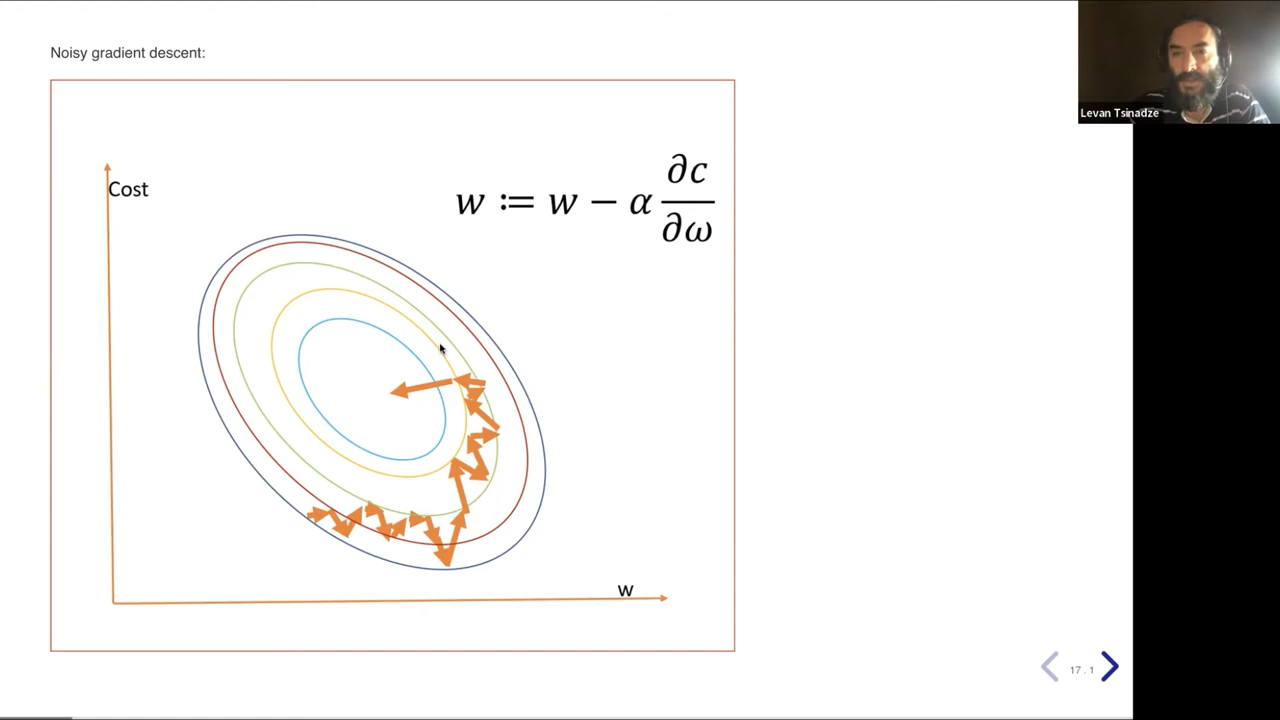 Noisy gradient descent:
Levan Tsinadze
Cost
w := w − α ∂c/∂ω
w
17 . 1